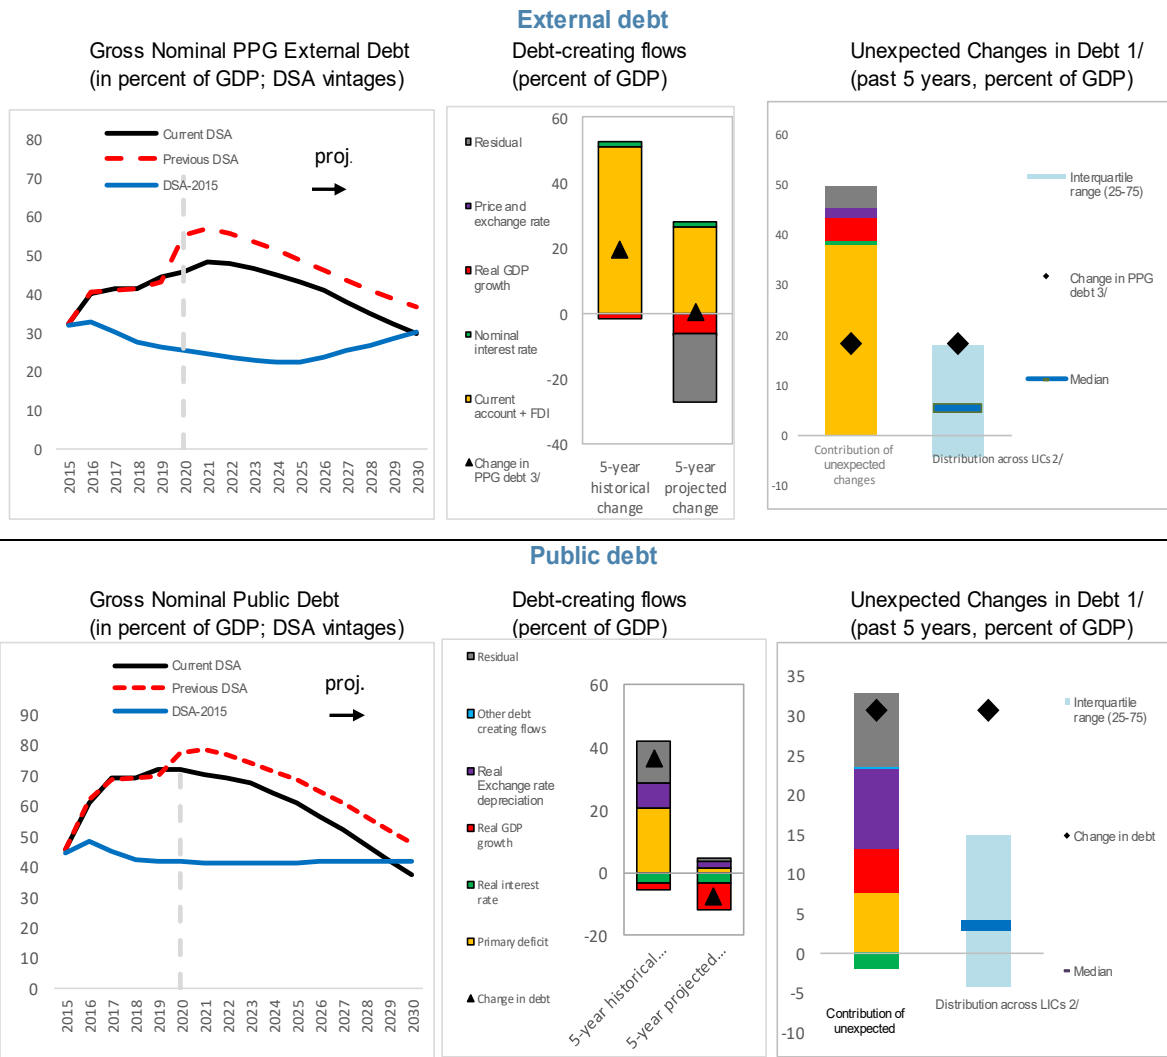 External debt
Gross Nominal PPG External Debt
(in percent of GDP; DSA vintages)
Debt-creating flows
(percent of GDP)
Unexpected Changes in Debt 1/
(past 5 years, percent of GDP)
Current DSA
Previous DSA
DSA-2015
proj.
80
70
60
50
40
30
20
10
0
2015
2016
2017
2018
2019
2020
2021
2022
2023
2024
2025
2026
2027
2028
2029
2030
Residual
Price and
exchange rate
Real GDP
growth
Nominal
interest rate
Current
account + FDI
Change in
PPG debt 3/
60
40
20
0
-20
-40
5-year
historical
change
5-year
projected
change
60
50
40
30
20
10
0
-10
Contribution of
unexpected
changes
Distribution across LICs 2/
Interquartile
range (25-75)
Change in PPG
debt 3/
Median
Public debt
Gross Nominal Public Debt
(in percent of GDP; DSA vintages)
Debt-creating flows
(percent of GDP)
Unexpected Changes in Debt 1/
(past 5 years, percent of GDP)
Current DSA
Previous DSA
DSA-2015
proj.
90
80
70
60
50
40
30
20
10
0
2015
2016
2017
2018
2019
2020
2021
2022
2023
2024
2025
2026
2027
2028
2029
2030
Residual
Other debt
creating flows
Real
Exchange rate
depreciation
Real GDP
growth
Real interest
rate
Primary deficit
Change in debt
60
40
20
0
-20
5-year historical...
5-year projected...
35
30
25
20
15
10
5
0
-5
-10
Contribution of
unexpected
Distribution across LICs 2/
Interquartile
range (25-75)
Change in debt
Median